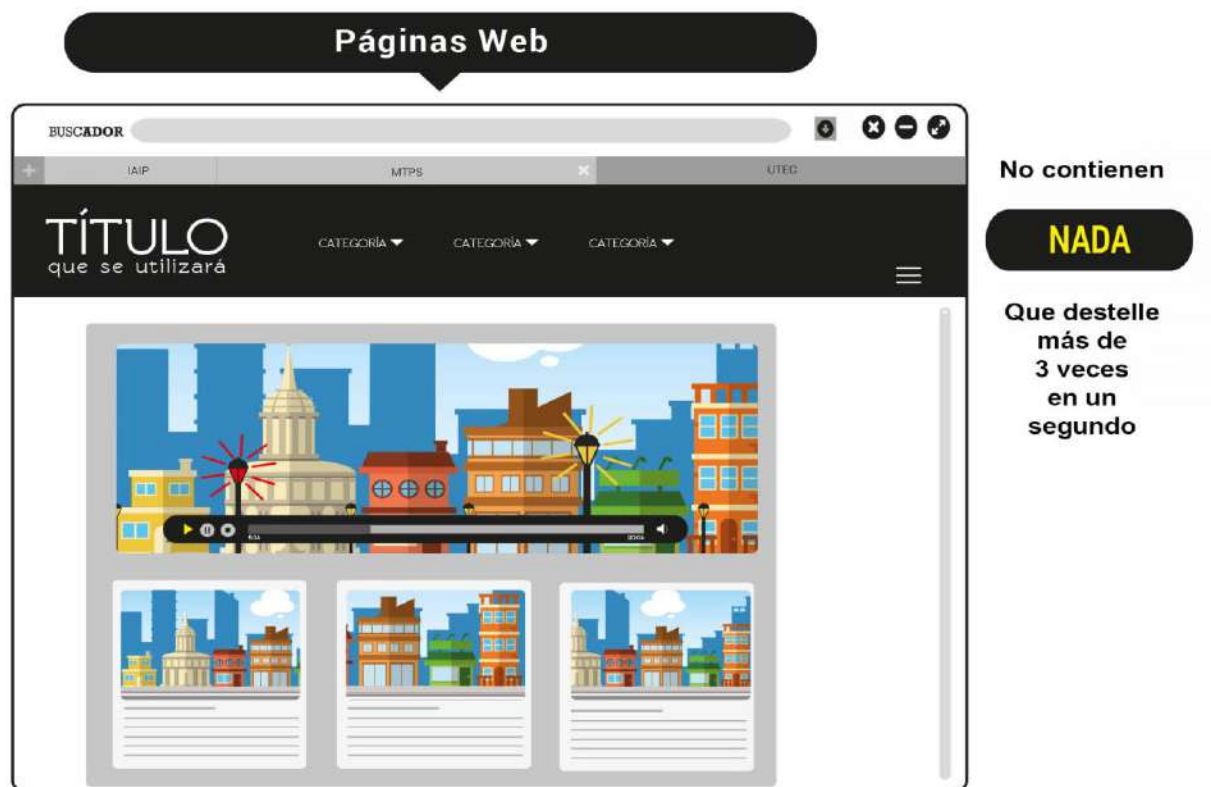 Páginas Web
BUSCADOR
IAIP
MTPS
UTEC
TÍTULO
que se utilizará
CATEGORÍA
CATEGORÍA
CATEGORÍA
No contienen
NADA
Que destelle
más de
3 veces
en un
segundo